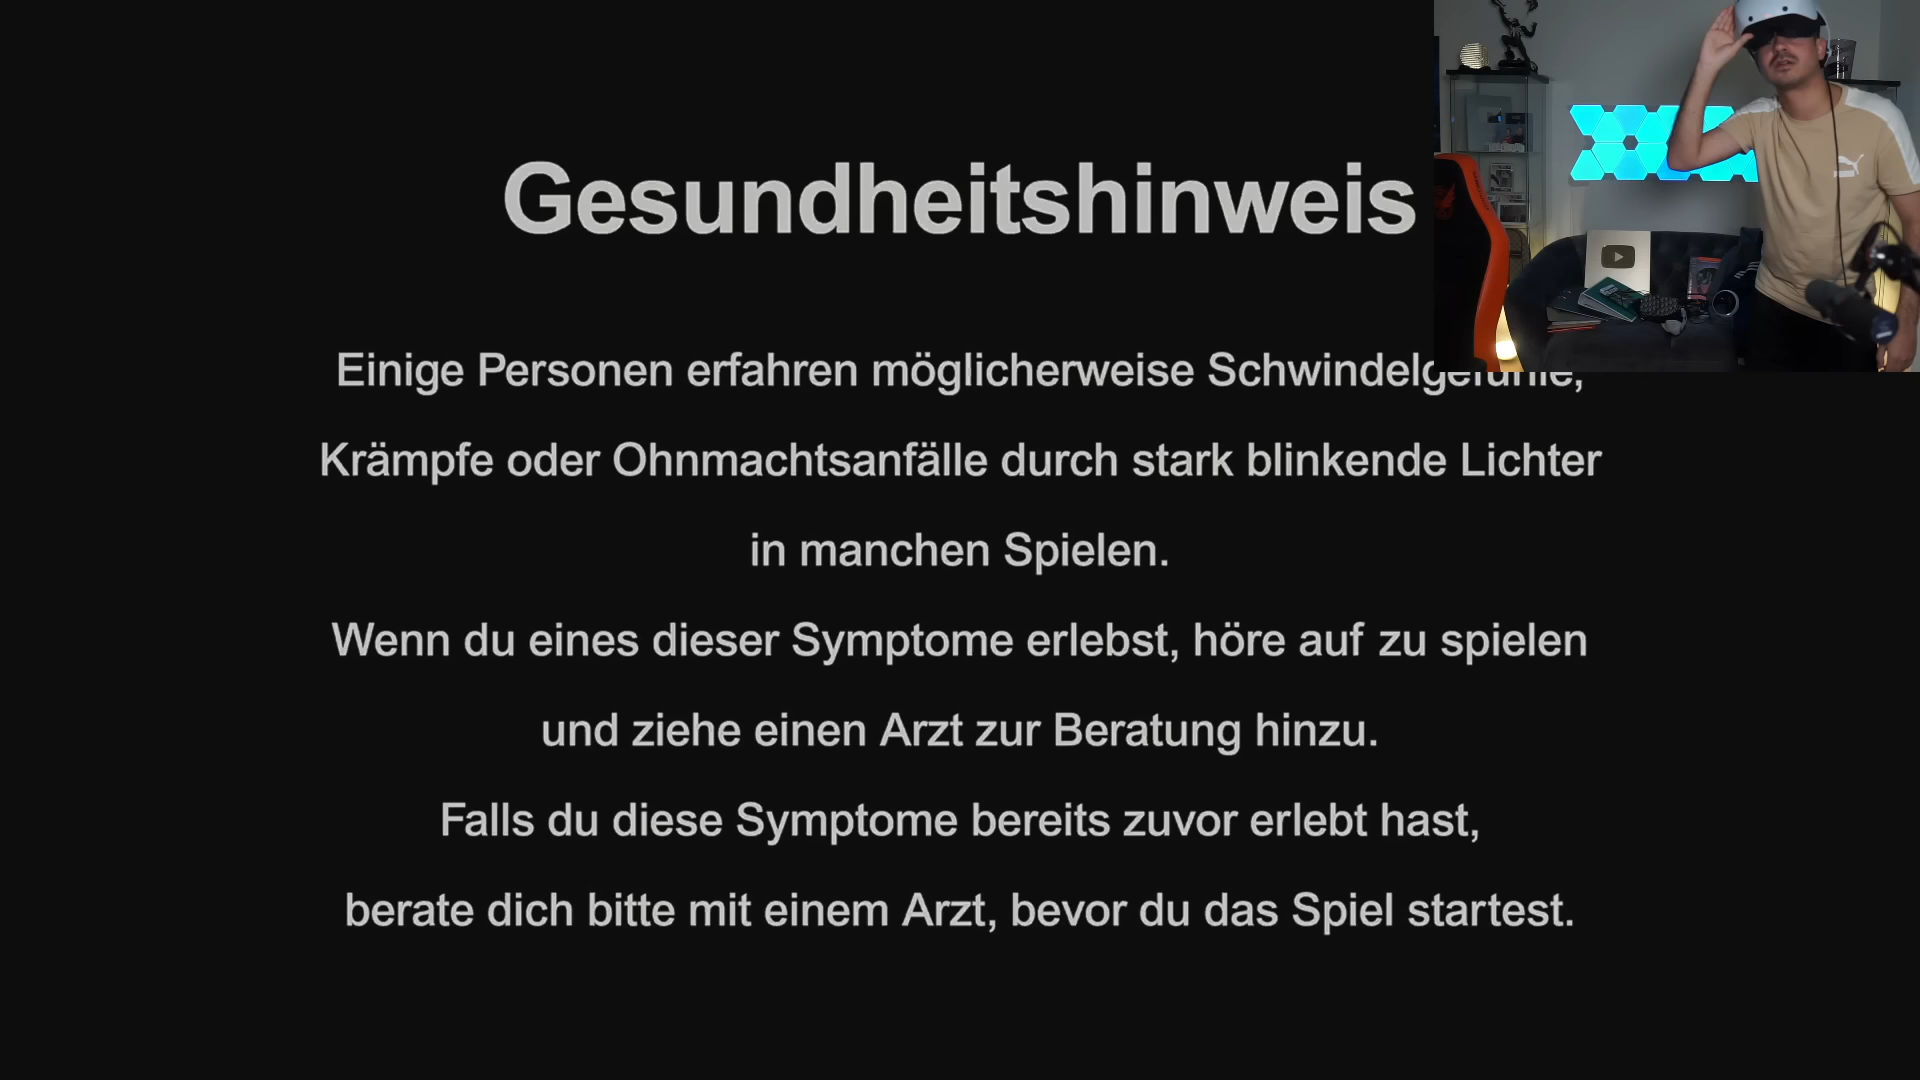 Gesundheitshinweis
Einige Personen erfahren möglicherweise Schwindelgefühle,
Krämpfe oder Ohnmachtsanfälle durch stark blinkende Lichter
in manchen Spielen.
Wenn du eines dieser Symptome erlebst, höre auf zu spielen
und ziehe einen Arzt zur Beratung hinzu.
Falls du diese Symptome bereits zuvor erlebt hast,
berate dich bitte mit einem Arzt, bevor du das Spiel startest.